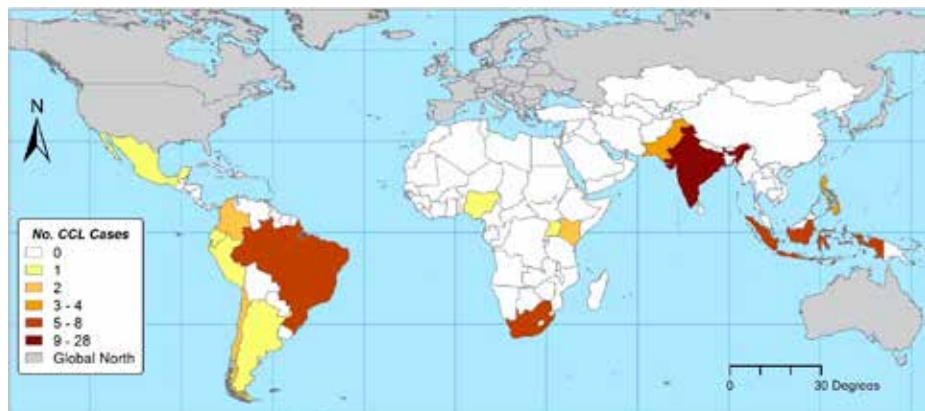 N
No. CCL Cases
0
1
2
3 - 4
5 - 8
9 - 28
Global North
0 30 Degrees